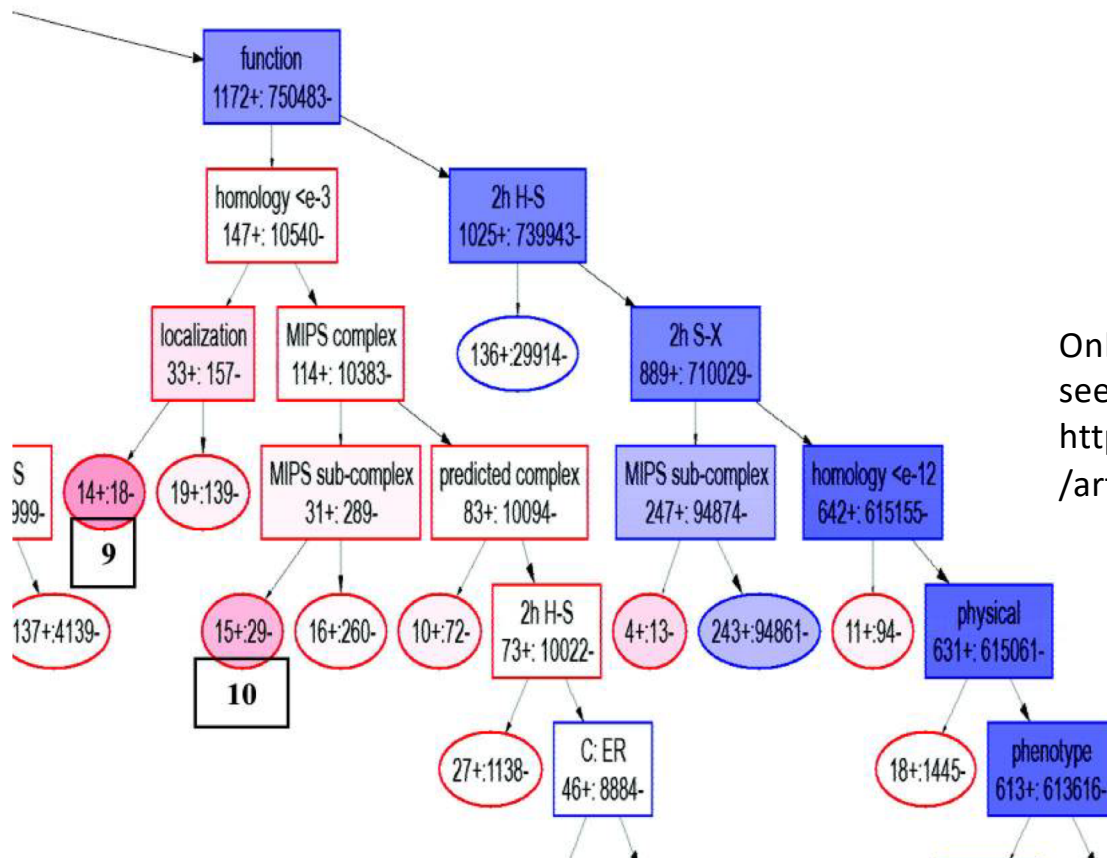 function
1172+: 750483-
homology <e-3
147+: 10540-
2h H-S
1025+: 739943-
localization
33+: 157-
MIPS complex
114+: 10383-
136+:29914-
2h S-X
889+: 710029-
S
999-
14+:18-
19+:139-
MIPS sub-complex
31+: 289-
predicted complex
83+: 10094-
MIPS sub-complex
247+: 94874-
homology <e-12
642+: 615155-
9
137+:4139-
15+:29-
16+:260-
10+:72-
2h H-S
73+: 10022-
4+:13-
243+:94861-
11+:94-
physical
631+: 615061-
10
27+:1138-
C: ER
46+: 8884-
18+:1445-
phenotype
613+: 613616-
see
http